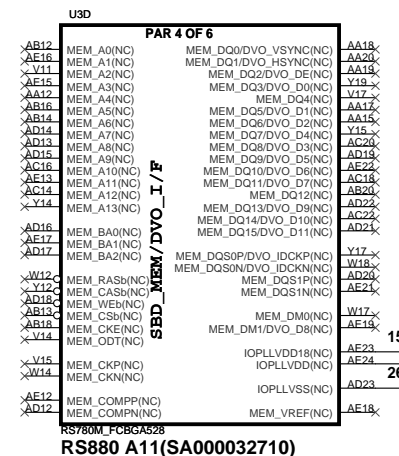 U3D
PAR 4 OF 6
AB12 MEM_A0(NC) MEM_DQ0/DVO_VSYNC(NC) AA18
AE16 MEM_A1(NC) MEM_DQ1/DVO_HSYNC(NC) AA20
V11 MEM_A2(NC) MEM_DQ2/DVO_DE(NC) AA19
AE15 MEM_A3(NC) MEM_DQ3/DVO_D0(NC) Y19
AA12 MEM_A4(NC) MEM_DQ4(NC) V17
AB16 MEM_A5(NC) MEM_DQ5/DVO_D1(NC) AA17
AB14 MEM_A6(NC) MEM_DQ6/DVO_D2(NC) AA15
AD14 MEM_A7(NC) MEM_DQ7/DVO_D4(NC) Y15
AD13 MEM_A8(NC) MEM_DQ8/DVO_D3(NC) AC20
AD15 MEM_A9(NC) MEM_DQ9/DVO_D5(NC) AD19
AC16 MEM_A10(NC) MEM_DQ10/DVO_D6(NC) AE22
AE13 MEM_A11(NC) MEM_DQ11/DVO_D7(NC) AC18
AC14 MEM_A12(NC) MEM_DQ12(NC) AB20
Y14 MEM_A13(NC) MEM_DQ13/DVO_D9(NC) AD22
MEM_DQ14/DVO_D10(NC) AC22
AD16 MEM_BA0(NC) MEM_DQ15/DVO_D11(NC) AD21
AE17 MEM_BA1(NC)
AD17 MEM_BA2(NC) MEM_DQS0P/DVO_IDCKP(NC) Y17
MEM_DQS0N/DVO_IDCKN(NC) W18
W12 MEM_RASb(NC) MEM_DQS1P(NC) AD20
Y12 MEM_CASb(NC) MEM_DQS1N(NC) AE21
AD18 MEM_WEb(NC)
AB13 MEM_CSb(NC) MEM_DM0(NC) W17
AB18 MEM_CKE(NC) MEM_DM1/DVO_D8(NC) AE19
V14 MEM_ODT(NC)
SBD_MEM/DVO_I/F
15
IOPLLVDD18(NC) AE23
V15 MEM_CKP(NC) IOPLLVDD(NC) AE24
W14 MEM_CKN(NC)
26
IOPLLVSS(NC) AD23
AE12 MEM_COMPP(NC)
AD12 MEM_COMPN(NC) MEM_VREF(NC) AE18
RS780M_FCBGA528
RS880 A11(SA000032710)